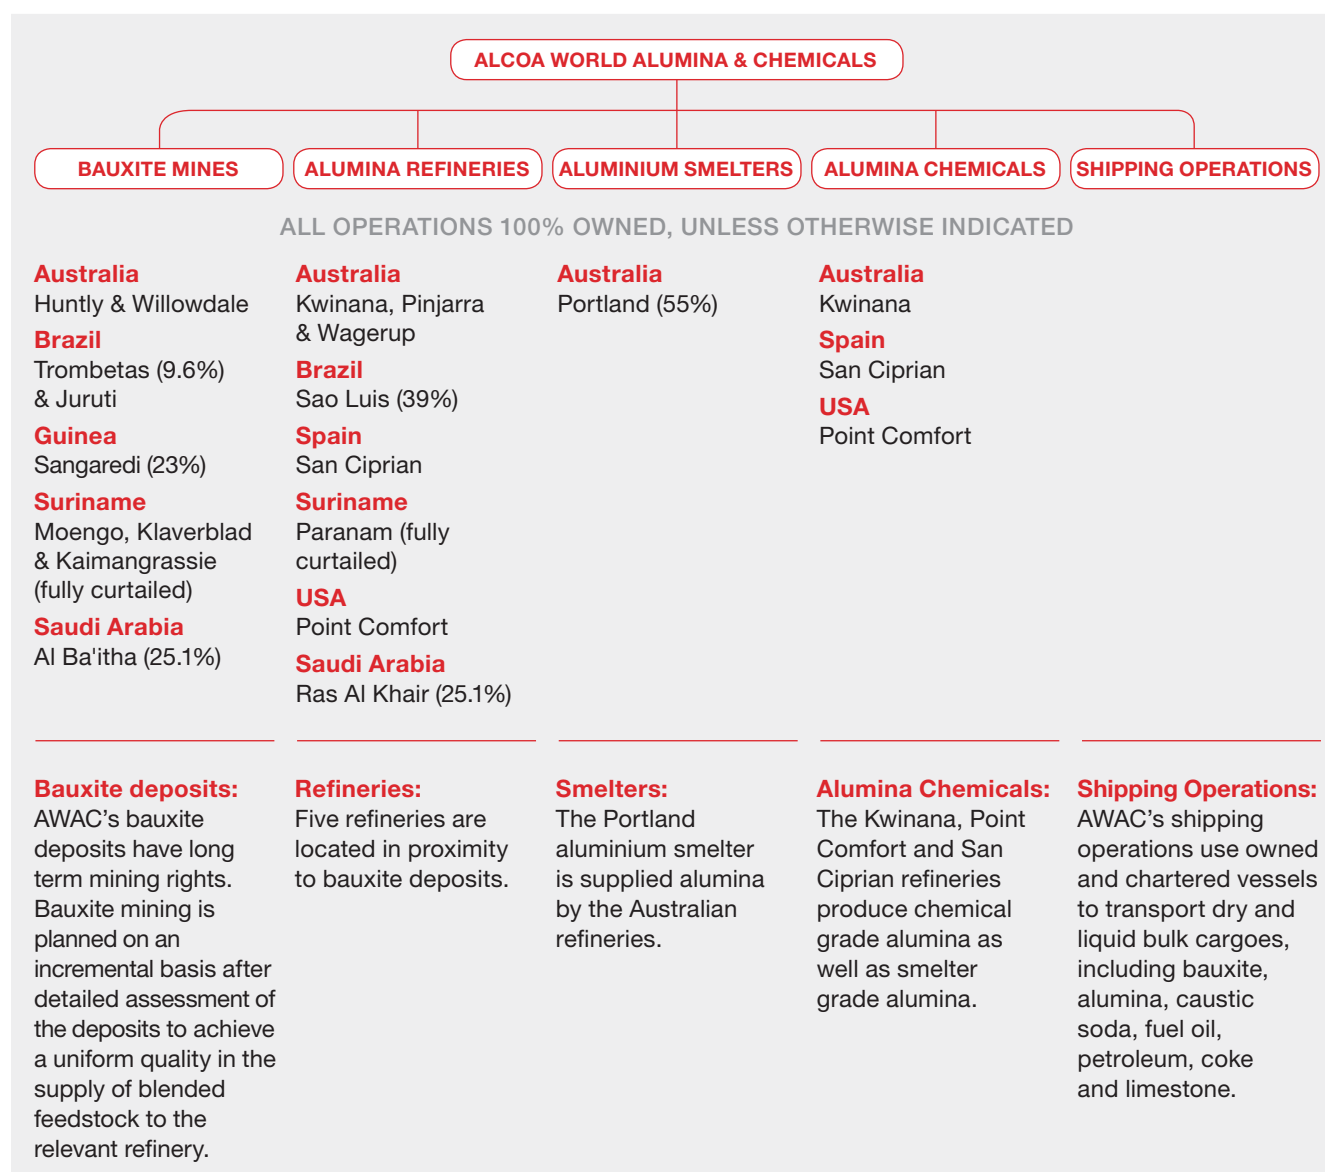 ALCOA WORLD ALUMINA & CHEMICALS
BAUXITE MINES
ALUMINA REFINERIES
ALUMINIUM SMELTERS
ALUMINA CHEMICALS
SHIPPING OPERATIONS
ALL OPERATIONS 100% OWNED, UNLESS OTHERWISE INDICATED
Australia
Huntly & Willowdale
Brazil
Trombetas (9.6%)
& Juruti
Guinea
Sangaredi (23%)
Suriname
Moengo, Klaverblad
& Kaimangrassie
(fully curtailed)
Saudi Arabia
Al Ba'itha (25.1%)
Australia
Kwinana, Pinjarra
& Wagerup
Brazil
Sao Luis (39%)
Spain
San Ciprian
Suriname
Paranam (fully
curtailed)
USA
Point Comfort
Saudi Arabia
Ras Al Khair (25.1%)
Australia
Portland (55%)
Australia
Kwinana
Spain
San Ciprian
USA
Point Comfort
Bauxite deposits:
AWAC’s bauxite
deposits have long
term mining rights.
Bauxite mining is
planned on an
incremental basis after
detailed assessment of
the deposits to achieve
a uniform quality in the
supply of blended
feedstock to the
relevant refinery.
Refineries:
Five refineries are
located in proximity
to bauxite deposits.
Smelters:
The Portland
aluminium smelter
is supplied alumina
by the Australian
refineries.
Alumina Chemicals:
The Kwinana, Point
Comfort and San
Ciprian refineries
produce chemical
grade alumina as
well as smelter
grade alumina.
Shipping Operations:
AWAC’s shipping
operations use owned
and chartered vessels
to transport dry and
liquid bulk cargoes,
including bauxite,
alumina, caustic
soda, fuel oil,
petroleum, coke
and limestone.